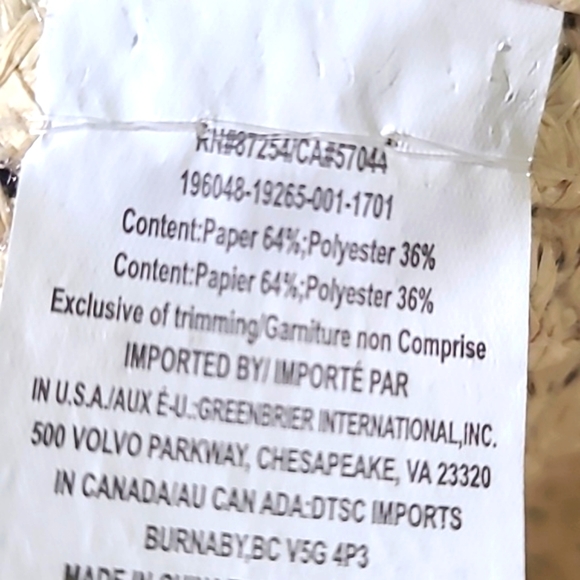 RN#87254/CA#57044
196048-19265-001-1701
Content:Paper 64%;Polyester 36%
Content:Papier 64%;Polyester 36%
Exclusive of trimming/Garniture non Comprise
IMPORTED BY/ IMPORTÉ PAR
IN U.S.A./AUX É-U.:GREENBRIER INTERNATIONAL,INC.
500 VOLVO PARKWAY, CHESAPEAKE, VA 23320
IN CANADA/AU CAN ADA:DTSC IMPORTS
BURNABY,BC V5G 4P3
MADE IN